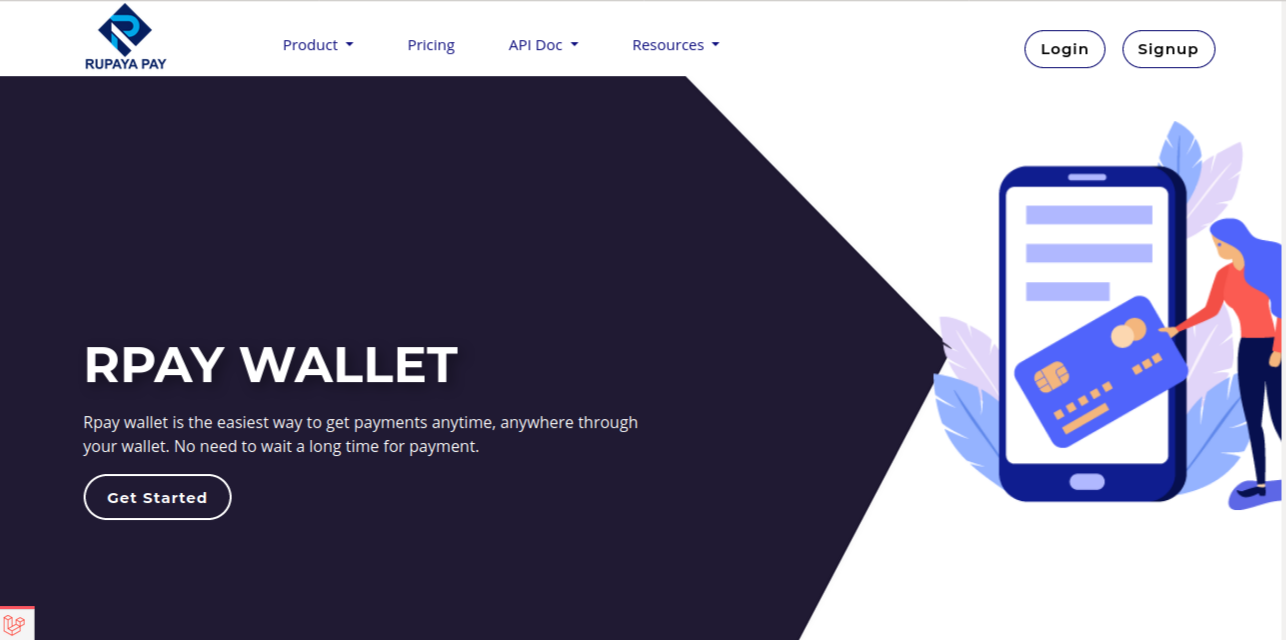 RUPAYA PAY
Product
Pricing
API Doc
Resources
Login
Signup
RPAY WALLET
Rpay wallet is the easiest way to get payments anytime, anywhere through
your wallet. No need to wait a long time for payment.
Get Started